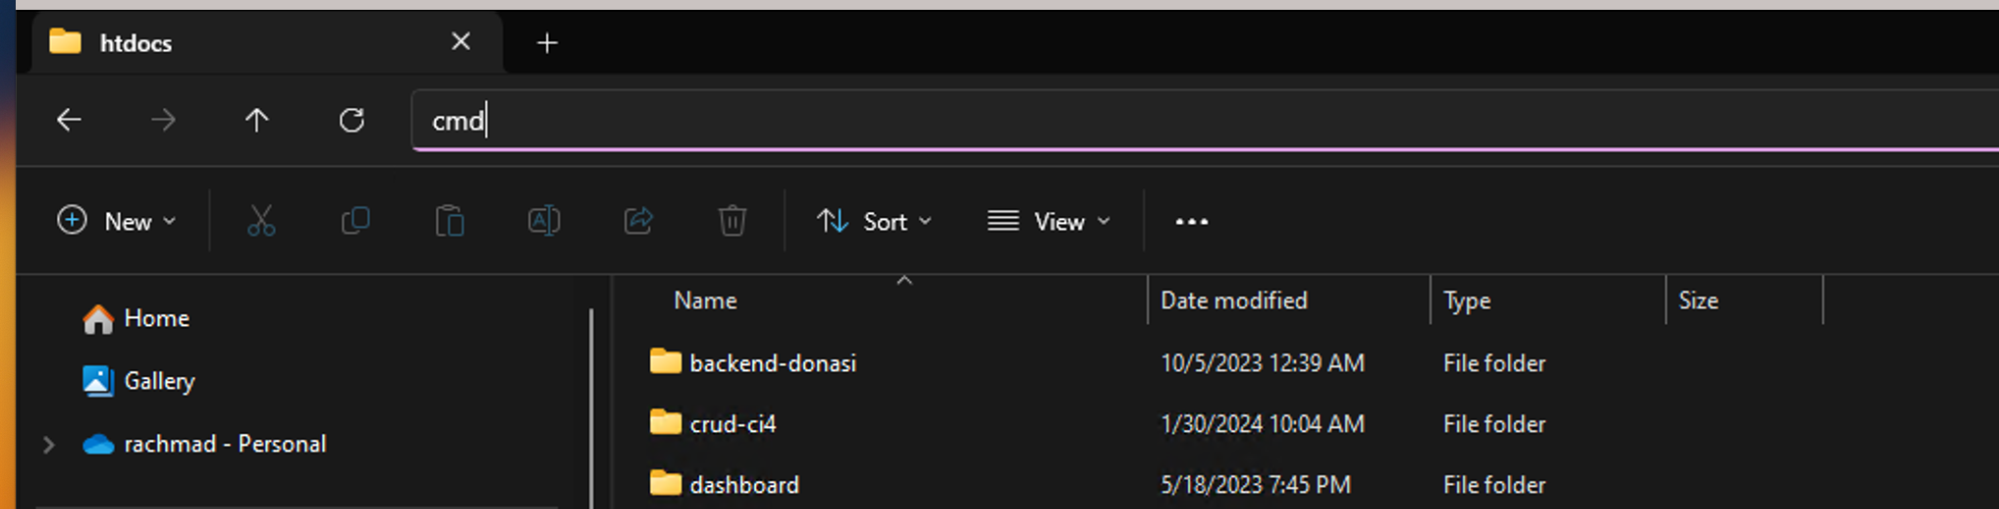 htdocs
cmd
New Sort View
Name Date modified Type Size
Home
backend-donasi 10/5/2023 12:39 AM File folder
Gallery
crud-ci4 1/30/2024 10:04 AM File folder
rachmad - Personal
dashboard 5/18/2023 7:45 PM File folder